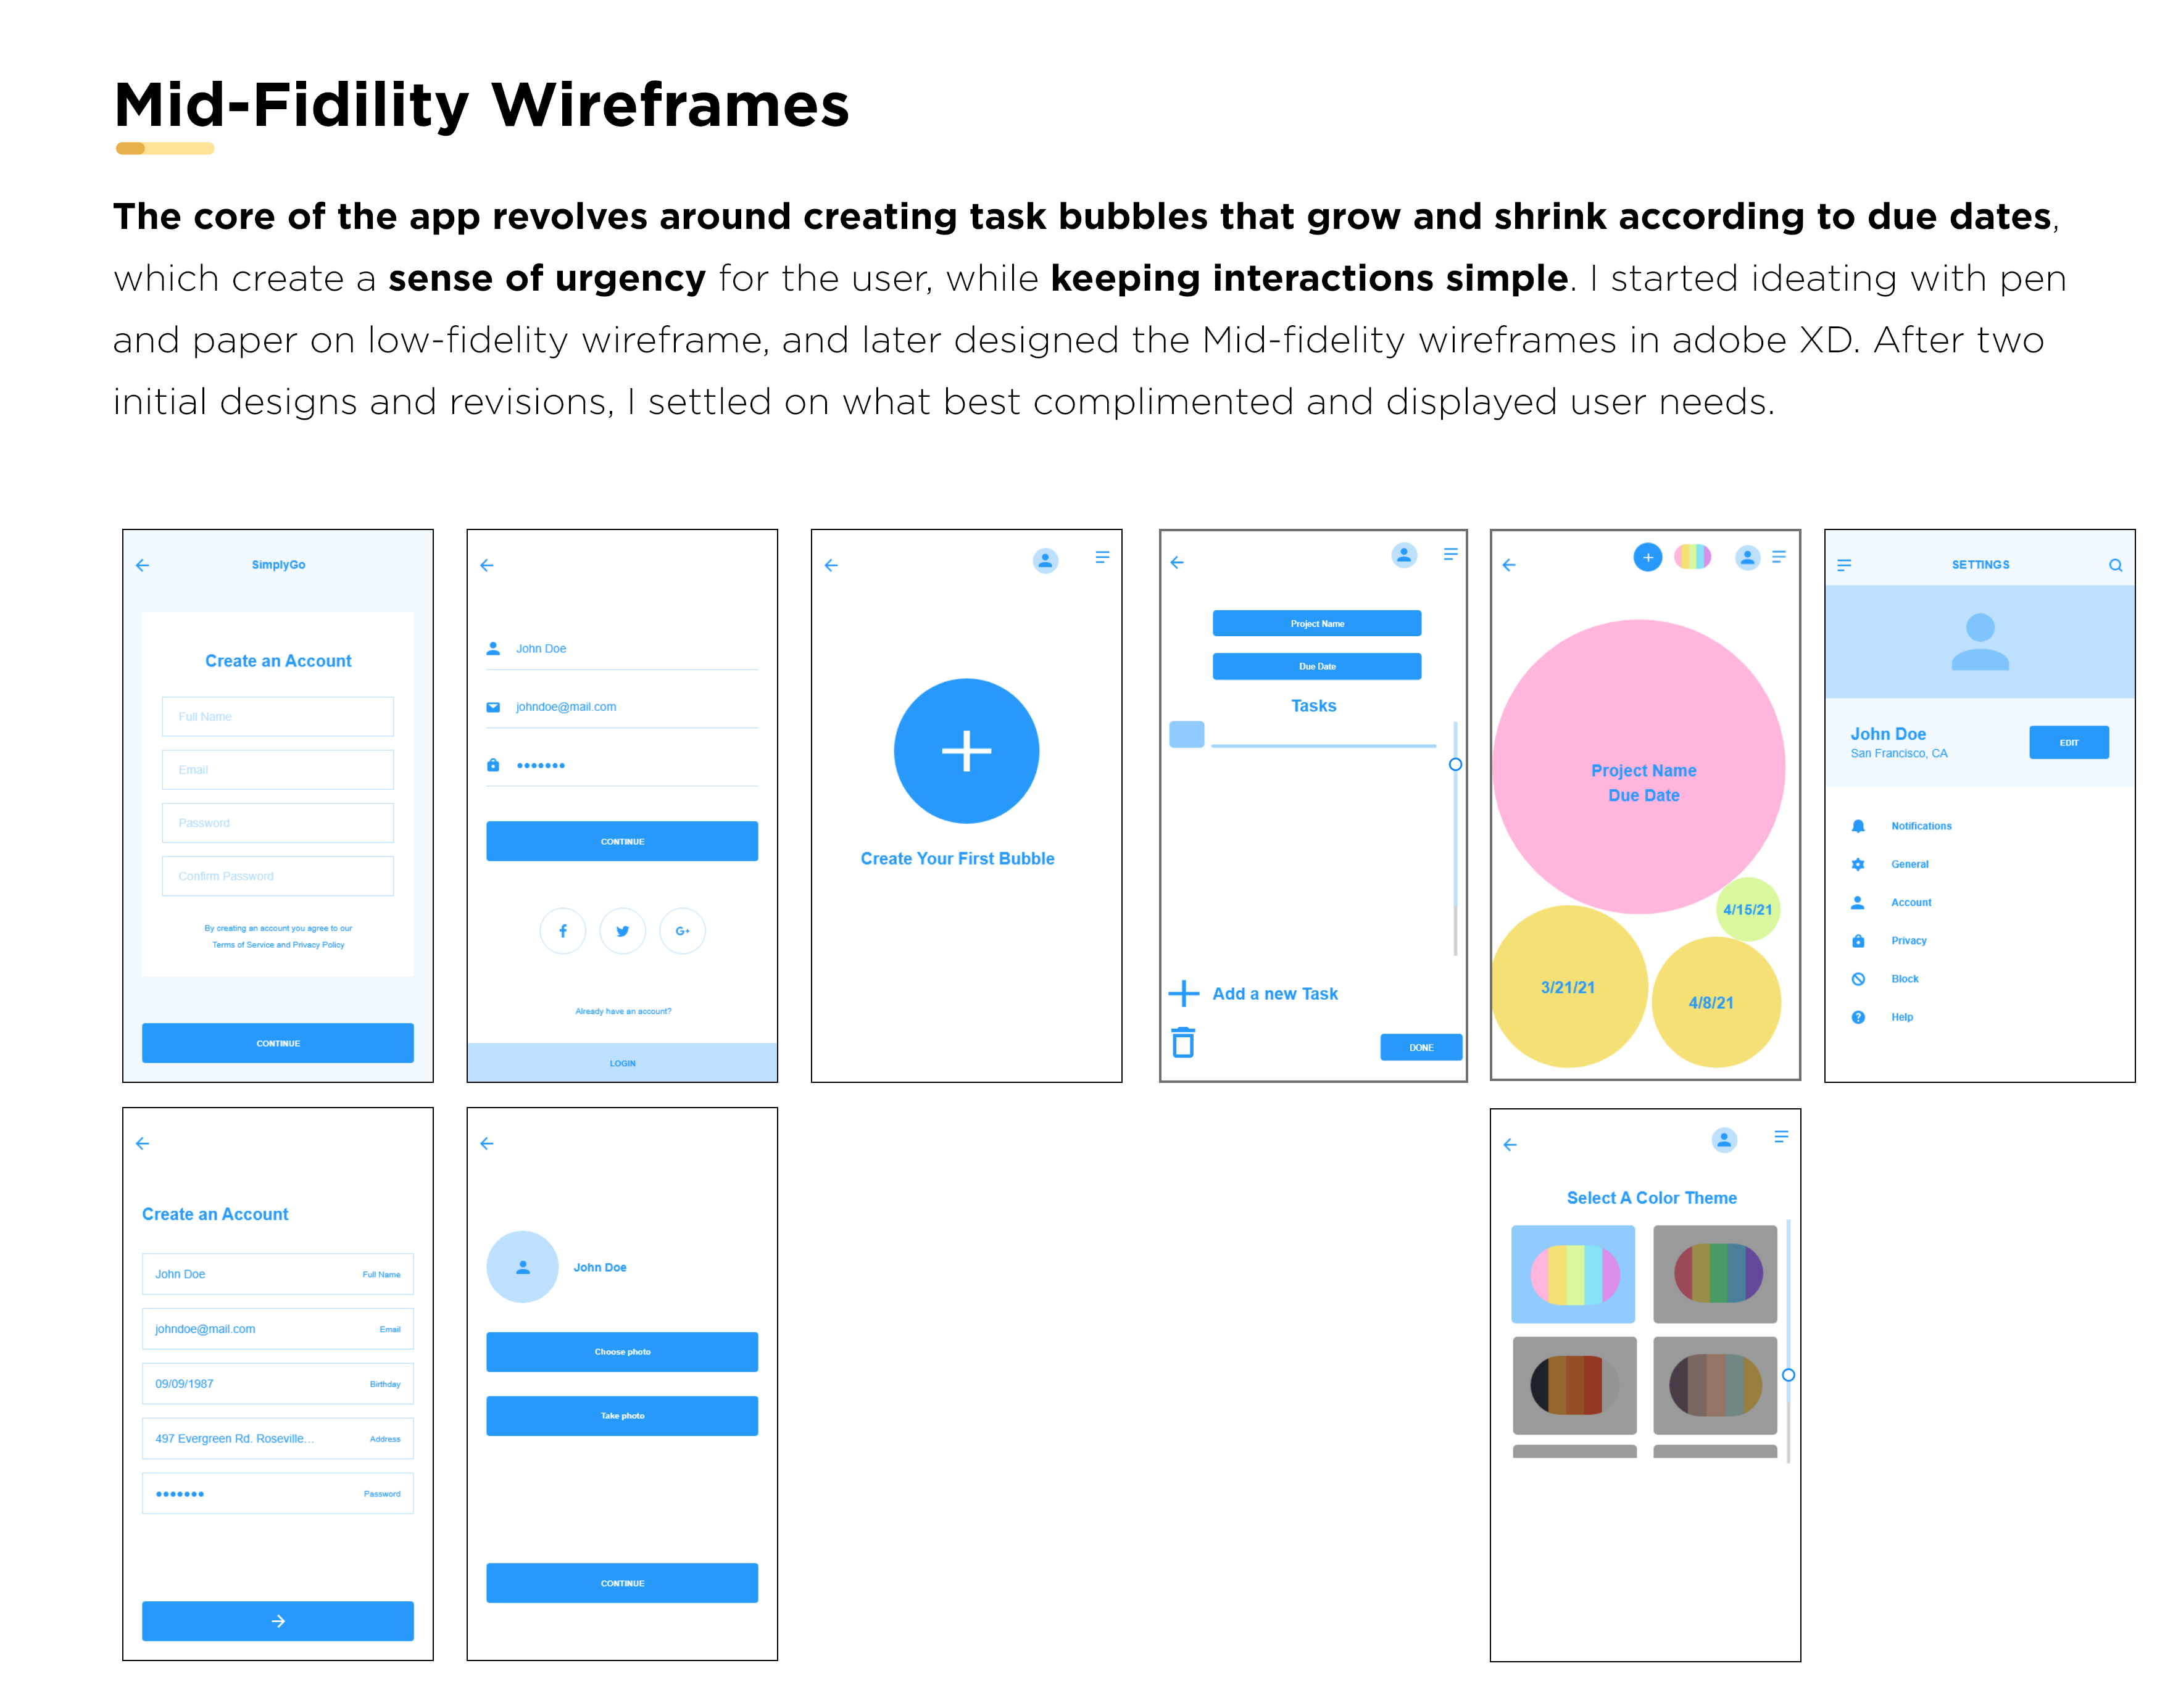 Mid-Fidility Wireframes
The core of the app revolves around creating task bubbles that grow and shrink according to due dates,
which create a sense of urgency for the user, while keeping interactions simple. I started ideating with pen
and paper on low-fidelity wireframe, and later designed the Mid-fidelity wireframes in adobe XD. After two
initial designs and revisions, I settled on what best complimented and displayed user needs.
SimplyGo
Create an Account
Full Name
Email
Password
Confirm Password
By creating an account you agree to our
Terms of Service and Privacy Policy
CONTINUE
John Doe
johndoe@mail.com
CONTINUE
Already have an account?
LOGIN
Create Your First Bubble
Project Name
Due Date
Tasks
Add a new Task
DONE
Project Name
Due Date
4/15/21
3/21/21
4/8/21
SETTINGS
John Doe
San Francisco, CA
EDIT
Notifications
General
Account
Privacy
Block
Help
Create an Account
John Doe Full Name
johndoe@mail.com Email
09/09/1987 Birthday
497 Evergreen Rd. Roseville... Address
Password
John Doe
Choose photo
Take photo
CONTINUE
Select A Color Theme